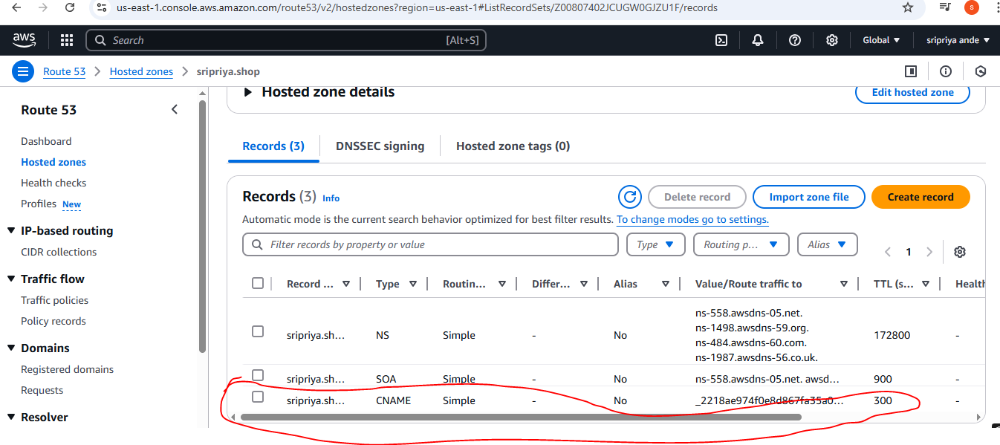 us-east-1.console.aws.amazon.com/route53/v2/hostedzones?region=us-east-1#ListRecordSets/Z00807402JCUGW0GJZU1F/records
S
aws
Search [Alt+S]
Global
sripriya ande
Route 53 > Hosted zones > sripriya.shop
Route 53
Dashboard
Hosted zones
Health checks
Profiles New
IP-based routing
CIDR collections
Traffic flow
Traffic policies
Policy records
Domains
Registered domains
Requests
Resolver
Hosted zone details
Edit hosted zone
Records (3)
DNSSEC signing
Hosted zone tags (0)
Records (3) Info
Delete record
Import zone file
Create record
Automatic mode is the current search behavior optimized for best filter results. To change modes go to settings.
Filter records by property or value
Type
Routing p...
Alias
1
Record ... Type Routin... Differ... Alias Value/Route traffic to TTL (s... Health
ns-558.awsdns-05.net.
ns-1498.awsdns-59.org.
sripriya.sh... NS Simple - No ns-484.awsdns-60.com. 172800 -
ns-1987.awsdns-56.co.uk.
sripriya.sh... SOA Simple - No ns-558.awsdns-05.net. awsd... 900 -
sripriya.sh... CNAME Simple - No _2218ae974f0e8d867fa35a0... 300 -